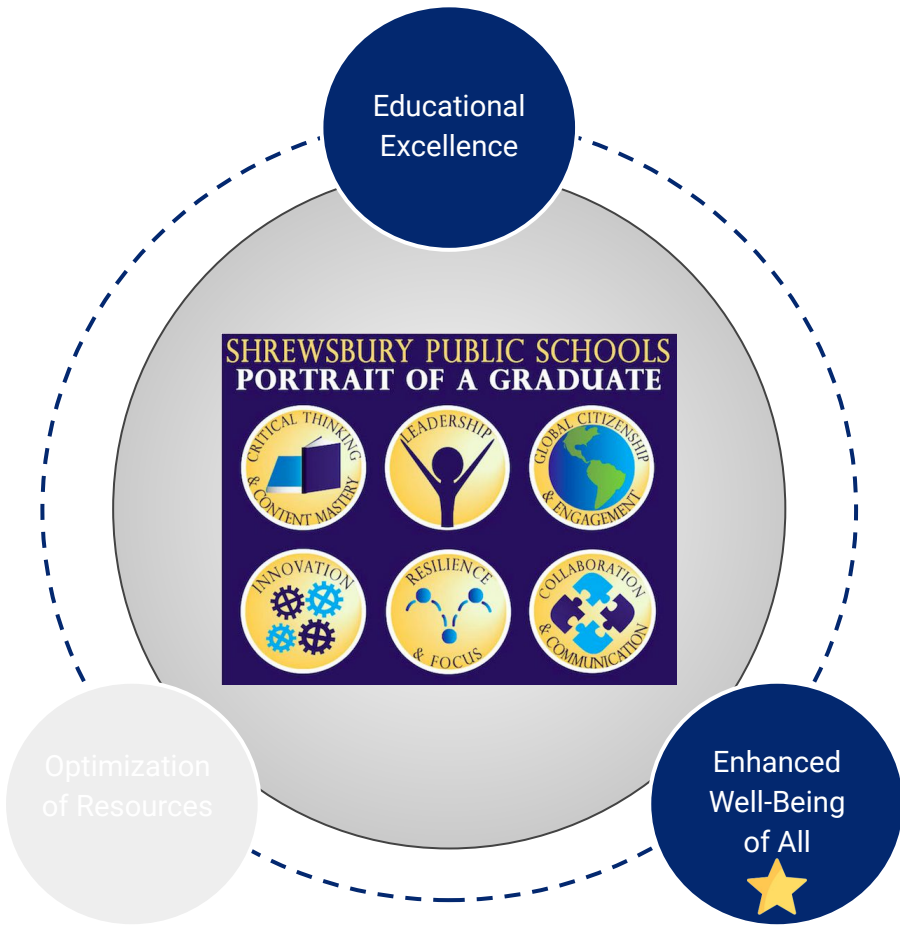 Educational
Excellence
SHREWSBURY PUBLIC SCHOOLS
PORTRAIT OF A GRADUATE
CRITICAL THINKING
& CONTENT MASTERY
LEADERSHIP
GLOBAL CITIZENSHIP
& ENGAGEMENT
INNOVATION
RESILIENCE
& FOCUS
COLLABORATION
& COMMUNICATION
Optimization
of Resources
Enhanced
Well-Being
of All